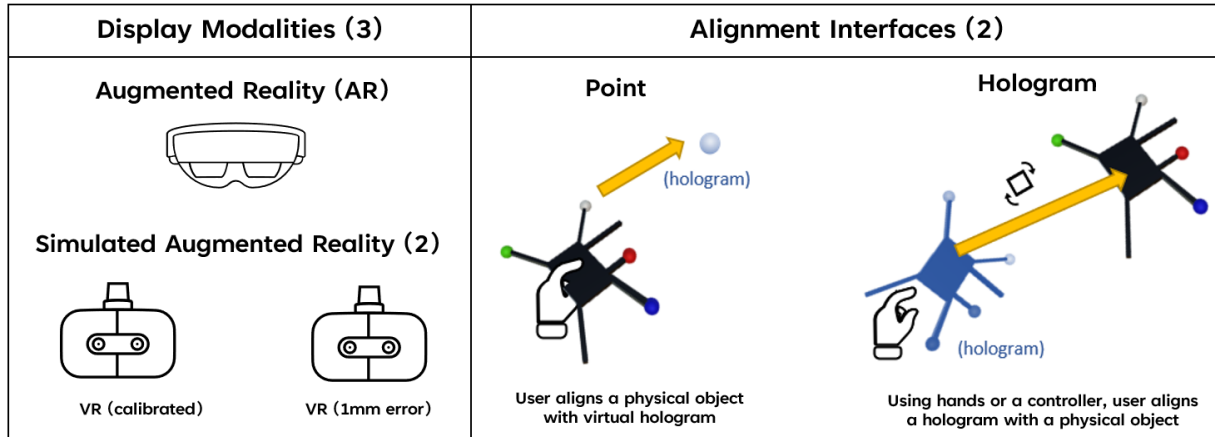 Display Modalities (3)
Alignment Interfaces (2)
Augmented Reality (AR)
Simulated Augmented Reality (2)
VR (calibrated)
VR (1mm error)
Point
(hologram)
User aligns a physical object
with virtual hologram
Hologram
(hologram)
Using hands or a controller, user aligns
a hologram with a physical object